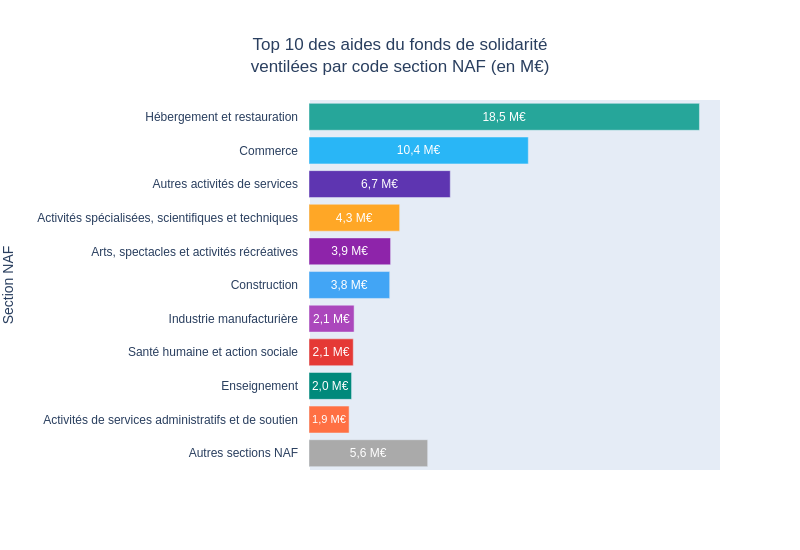 Top 10 des aides du fonds de solidarité
ventilées par code section NAF (en M€)
Section NAF
Hébergement et restauration 18,5 M€
Commerce 10,4 M€
Autres activités de services 6,7 M€
Activités spécialisées, scientifiques et techniques 4,3 M€
Arts, spectacles et activités récréatives 3,9 M€
Construction 3,8 M€
Industrie manufacturière 2,1 M€
Santé humaine et action sociale 2,1 M€
Enseignement 2,0 M€
Activités de services administratifs et de soutien 1,9 M€
Autres sections NAF 5,6 M€